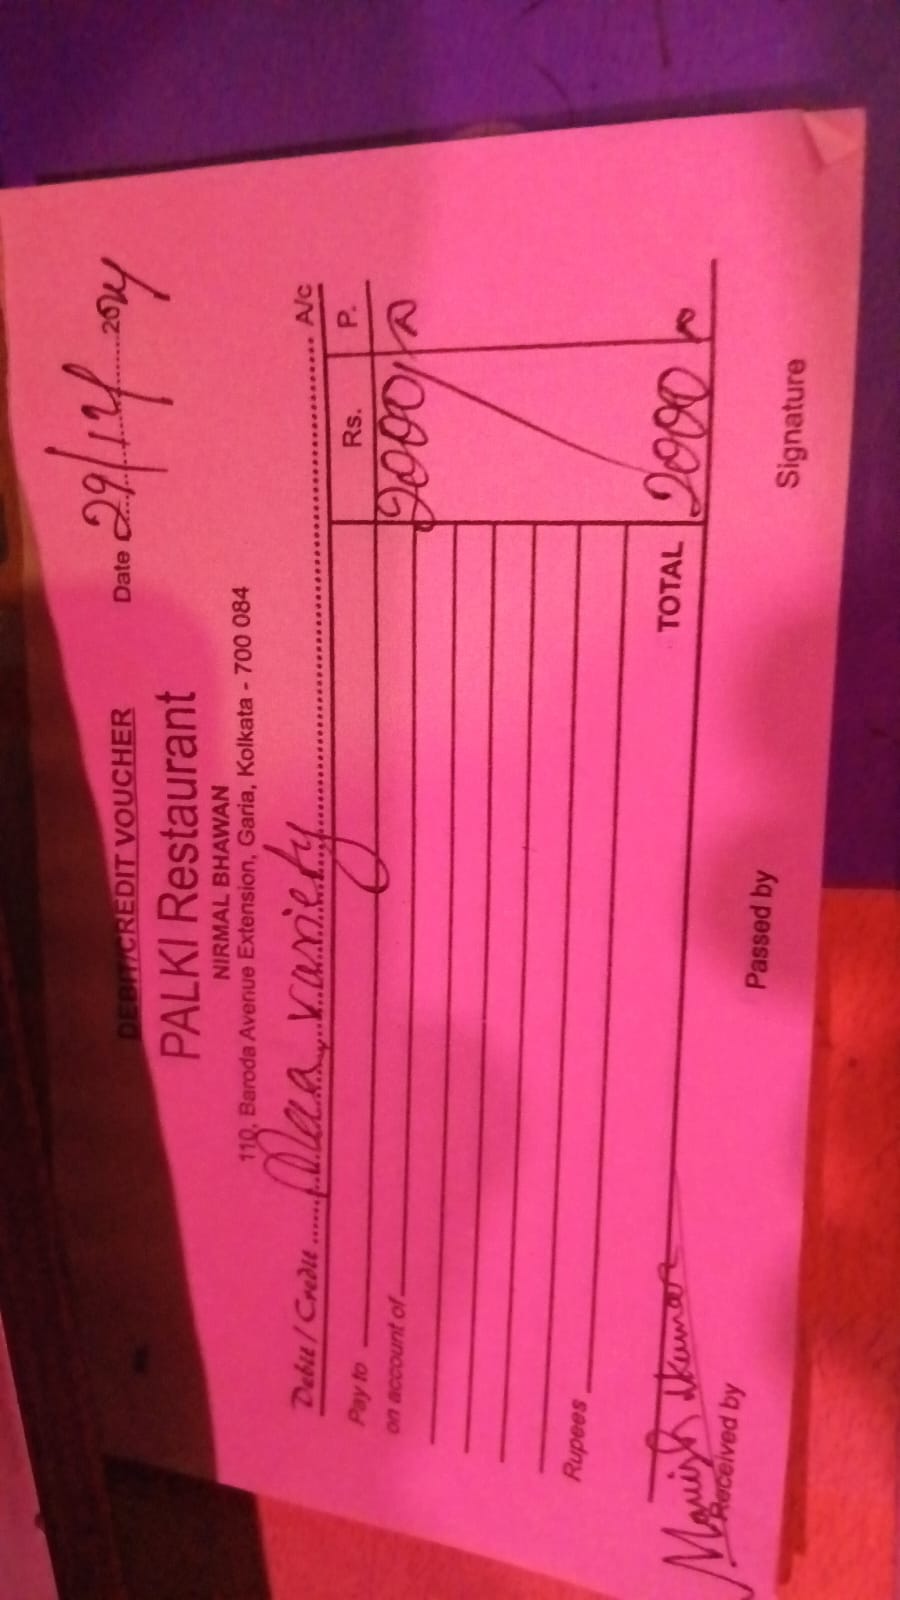 DEBIT/CREDIT VOUCHER
Date 29/12/2024
PALKI Restaurant
NIRMAL BHAWAN
110, Baroda Avenue Extension, Garia, Kolkata - 700 084
Debit / Credit variety A/c
Pay to Rs. P.
on account of 2000
Rupees
TOTAL 2000
Manish Kumar
Received by Passed by Signature